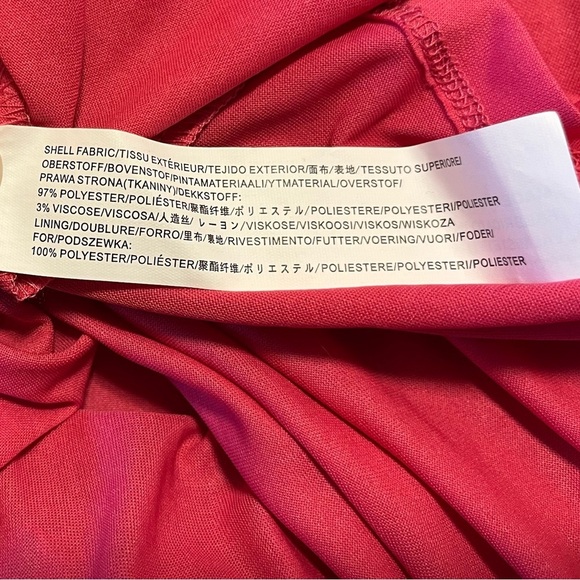 SHELL FABRIC/TISSU EXTÉRIEUR/TEJIDO EXTERIOR/面布/表地/TESSUTO SUPERIORE/
OBERSTOFF/BOVENSTOF/PINTAMATERIAALI/YTMATERIAL/OVERSTOF/
PRAWA STRONA(TKANINY)/DEKKSTOFF:
97% POLYESTER/POLIÉSTER/聚酯纤维/ポリエステル/POLIESTERE/POLYESTERI/POLIESTER
3% VISCOSE/VISCOSA/人造丝/レーヨン/VISKOSE/VISKOOSI/VISKOS/WISKOZA
LINING/DOUBLURE/FORRO/里布/裏地/RIVESTIMENTO/FUTTER/VOERING/VUORI/FODER/
FOR/PODSZEWKA:
100% POLYESTER/POLIÉSTER/聚酯纤维/ポリエステル/POLIESTERE/POLYESTERI/POLIESTER